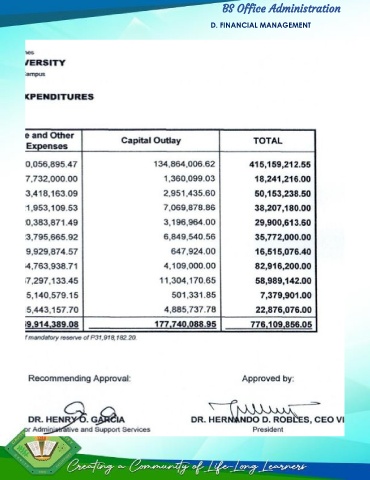 BS Office Administration
D. FINANCIAL MANAGEMENT
nes
VERSITY
ampus
XPENDITURES
e and Other Expenses Capital Outlay TOTAL
0,056,895.47 134,864,006.62 415,159,212.55
7,732,000.00 1,360,099.03 18,241,216.00
3,418,163.09 2,951,435.60 50,153,238.50
1,953,109.53 7,069,878.86 38,207,180.00
0,383,871.49 3,196,964.00 29,900,613.60
3,795,665.92 6,849,540.56 35,772,000.00
9,929,874.57 647,924.00 16,515,076.40
4,763,938.71 4,109,000.00 82,916,200.00
7,297,133.45 11,304,170.65 58,989,142.00
5,140,579.15 501,331.85 7,379,901.00
5,443,157.70 4,885,737.78 22,876,076.00
9,914,389.08 177,740,088.95 776,109,856.05
f mandatory reserve of P31,918,182.20.
Recommending Approval: Approved by:
DR. HENRY O. GARCIA DR. HERNANDO D. ROBLES, CEO VI
or Administrative and Support Services President
Creating a Community of Life-Long Learners